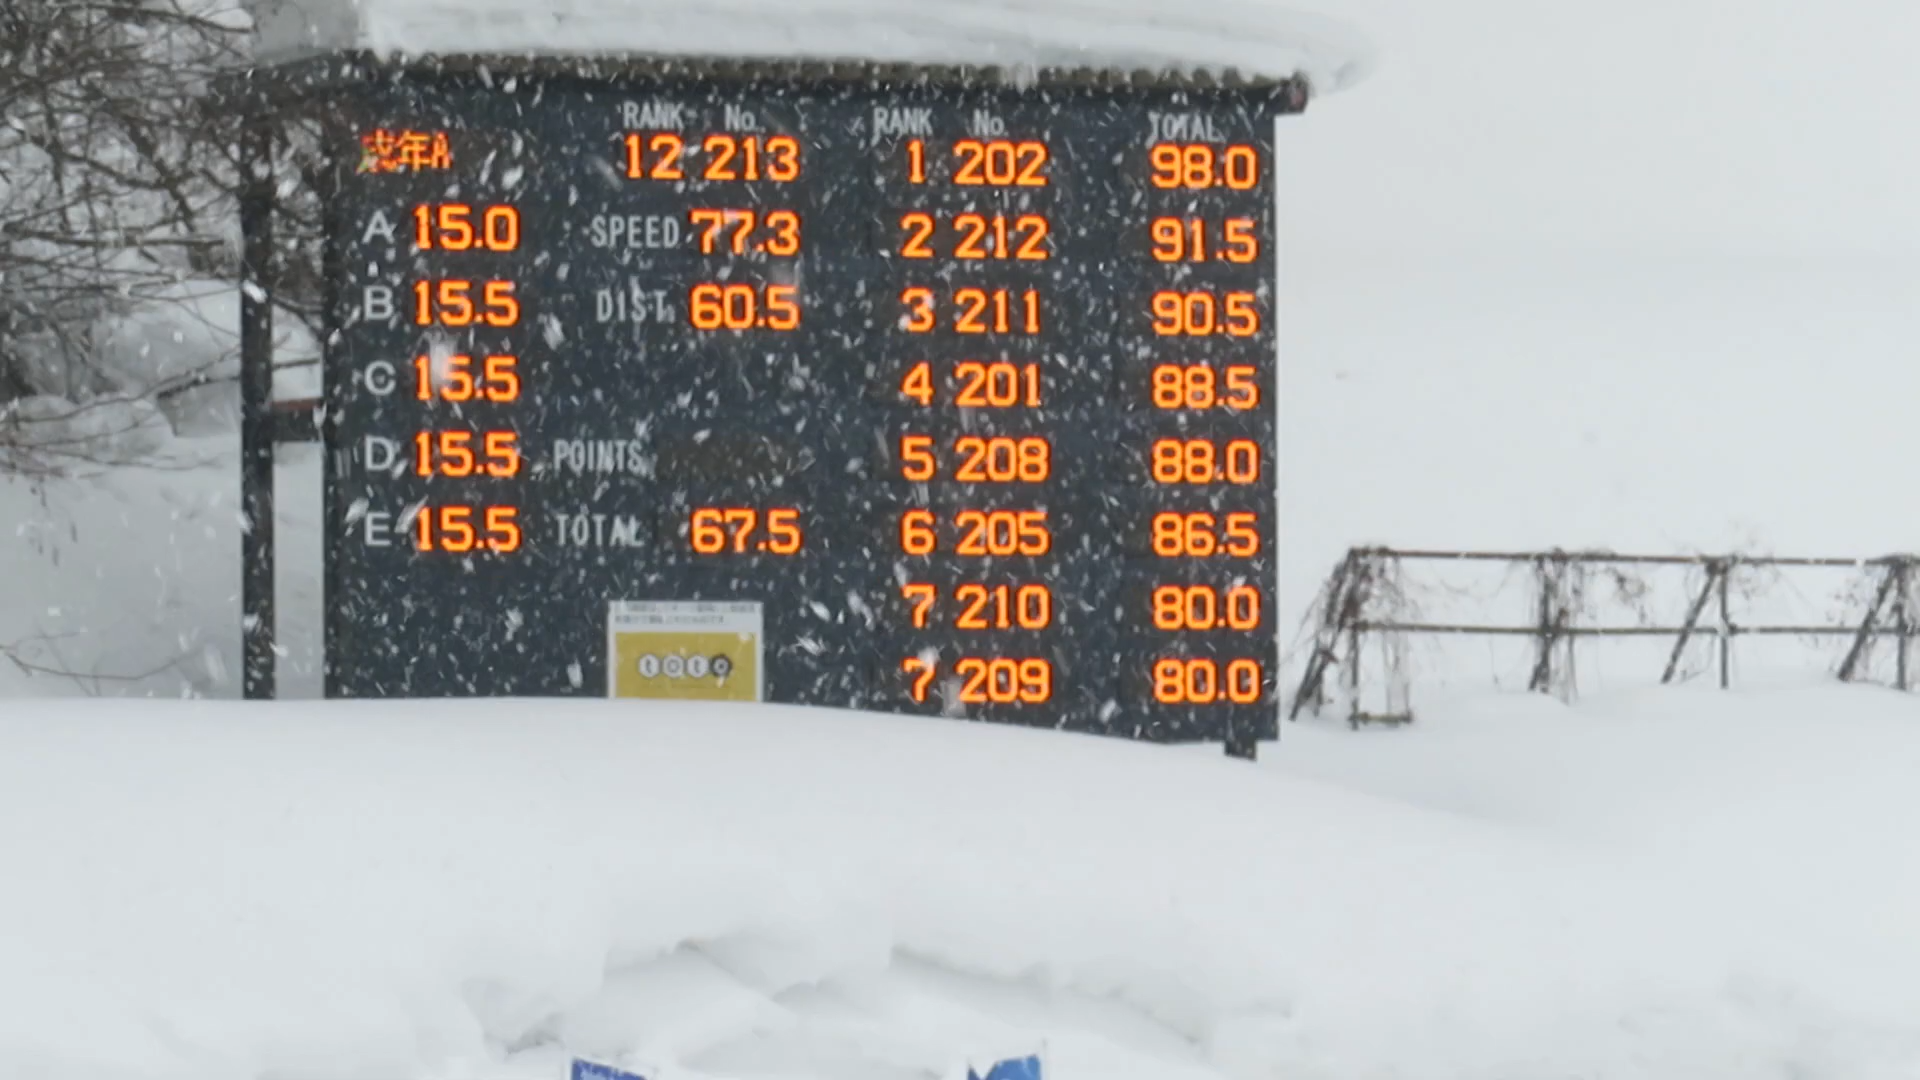 RANK No. RANK No. TOTAL
成年A 12 213 1 202 98.0
A 15.0 SPEED 77.3 2 212 91.5
B 15.5 DIST. 60.5 3 211 90.5
C 15.5 4 201 88.5
D 15.5 POINTS 5 208 88.0
E 15.5 TOTAL 67.5 6 205 86.5
7 210 80.0
7 209 80.0
toto